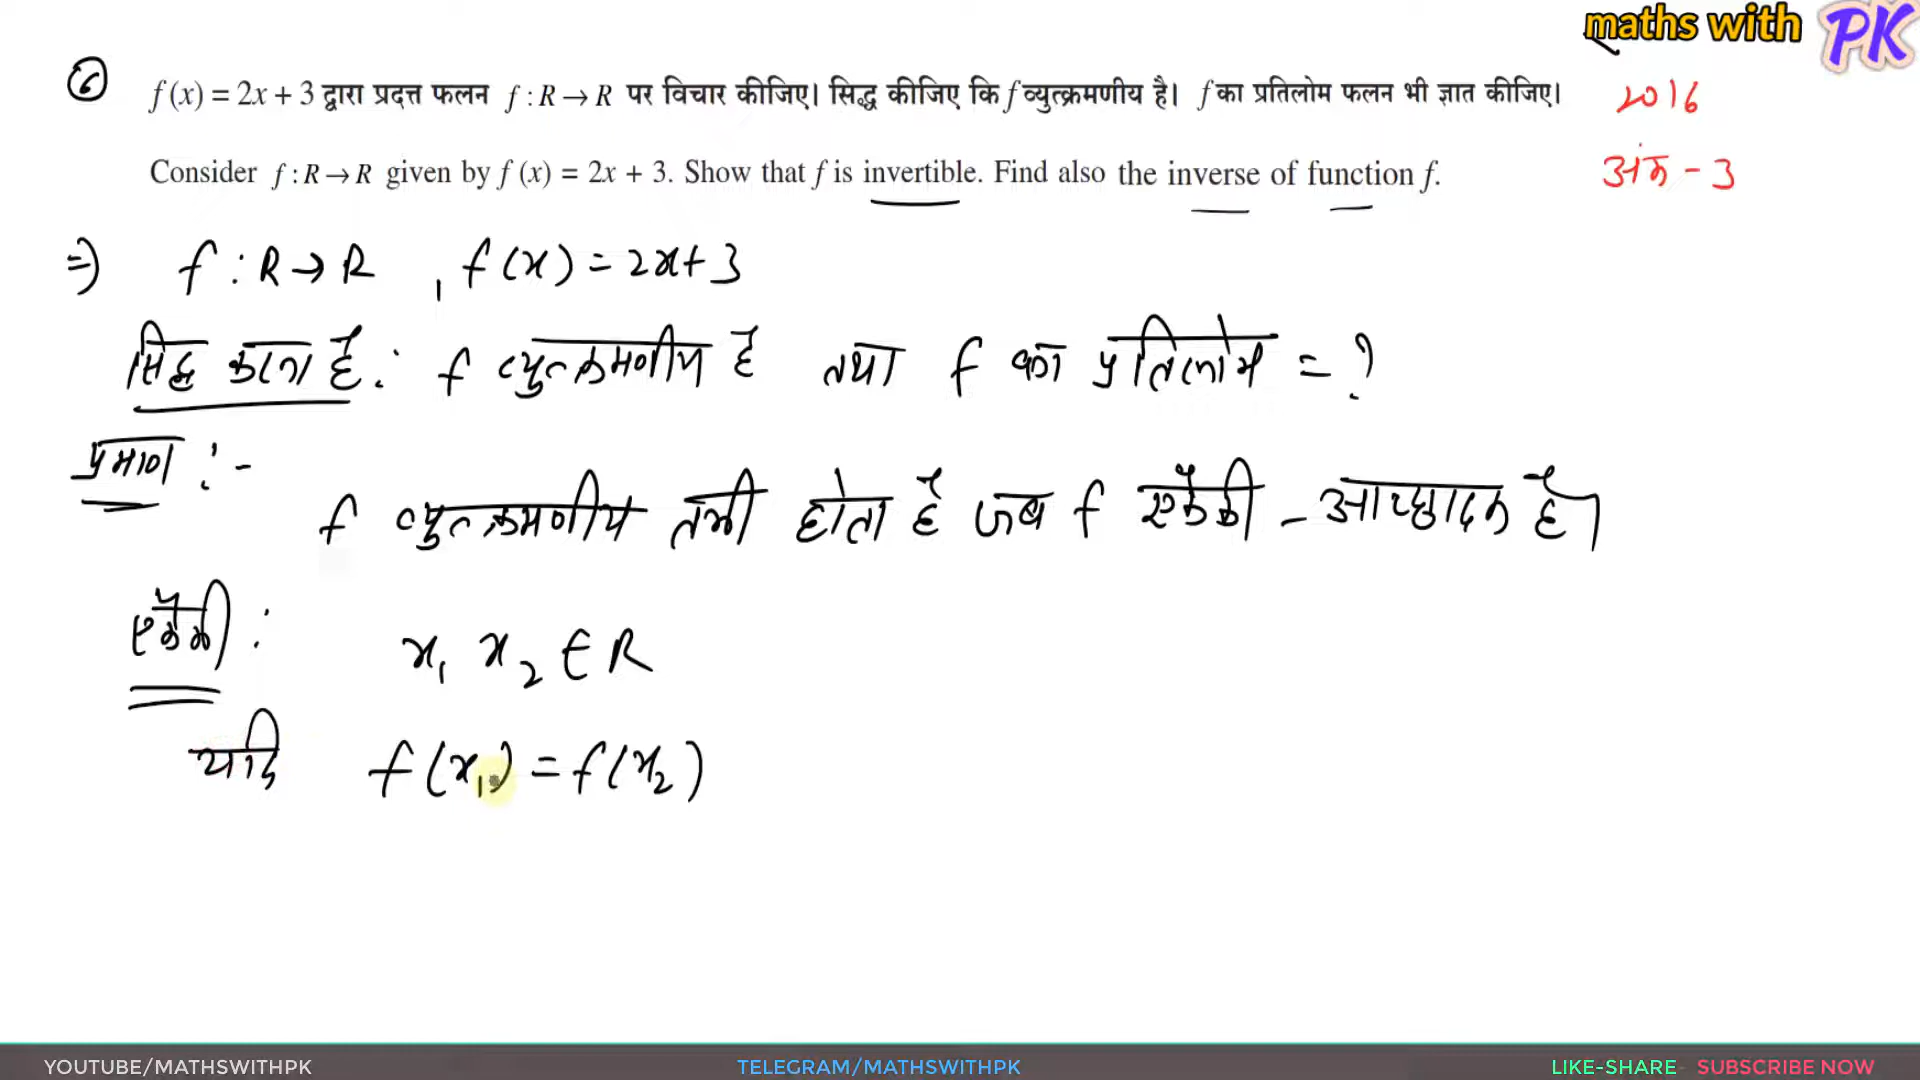 maths with PK
6 f (x) = 2x + 3 द्वारा प्रदत्त फलन f : R → R पर विचार कीजिए। सिद्ध कीजिए कि f व्युत्क्रमणीय है। f का प्रतिलोम फलन भी ज्ञात कीजिए। 2016
Consider f : R → R given by f (x) = 2x + 3. Show that f is invertible. Find also the inverse of function f. अंक - 3
⇒ f : R → R , f(x) = 2x+3
सिद्ध करना है : f व्युत्क्रमणीय है तथा f का प्रतिलोम = ?
प्रमाण :-
f व्युत्क्रमणीय तभी होता है जब f एकैकी - आच्छादक है।
एकैकी :
x₁ x₂ ∈ R
यदि f(x₁) = f(x₂)
YOUTUBE/MATHSWITHPK TELEGRAM/MATHSWITHPK LIKE-SHARE SUBSCRIBE NOW